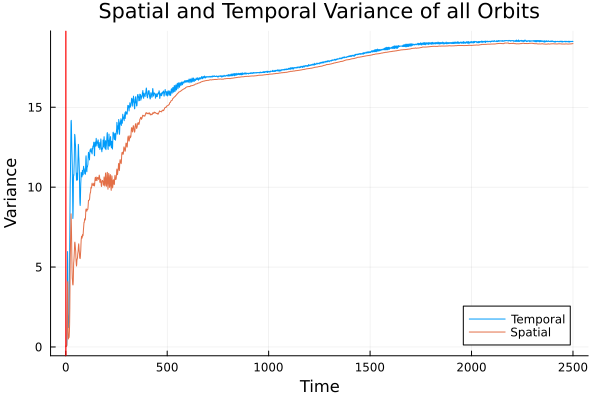 Spatial and Temporal Variance of all Orbits
Variance
15
10
5
0
Temporal
Spatial
0 500 1000 1500 2000 2500
Time